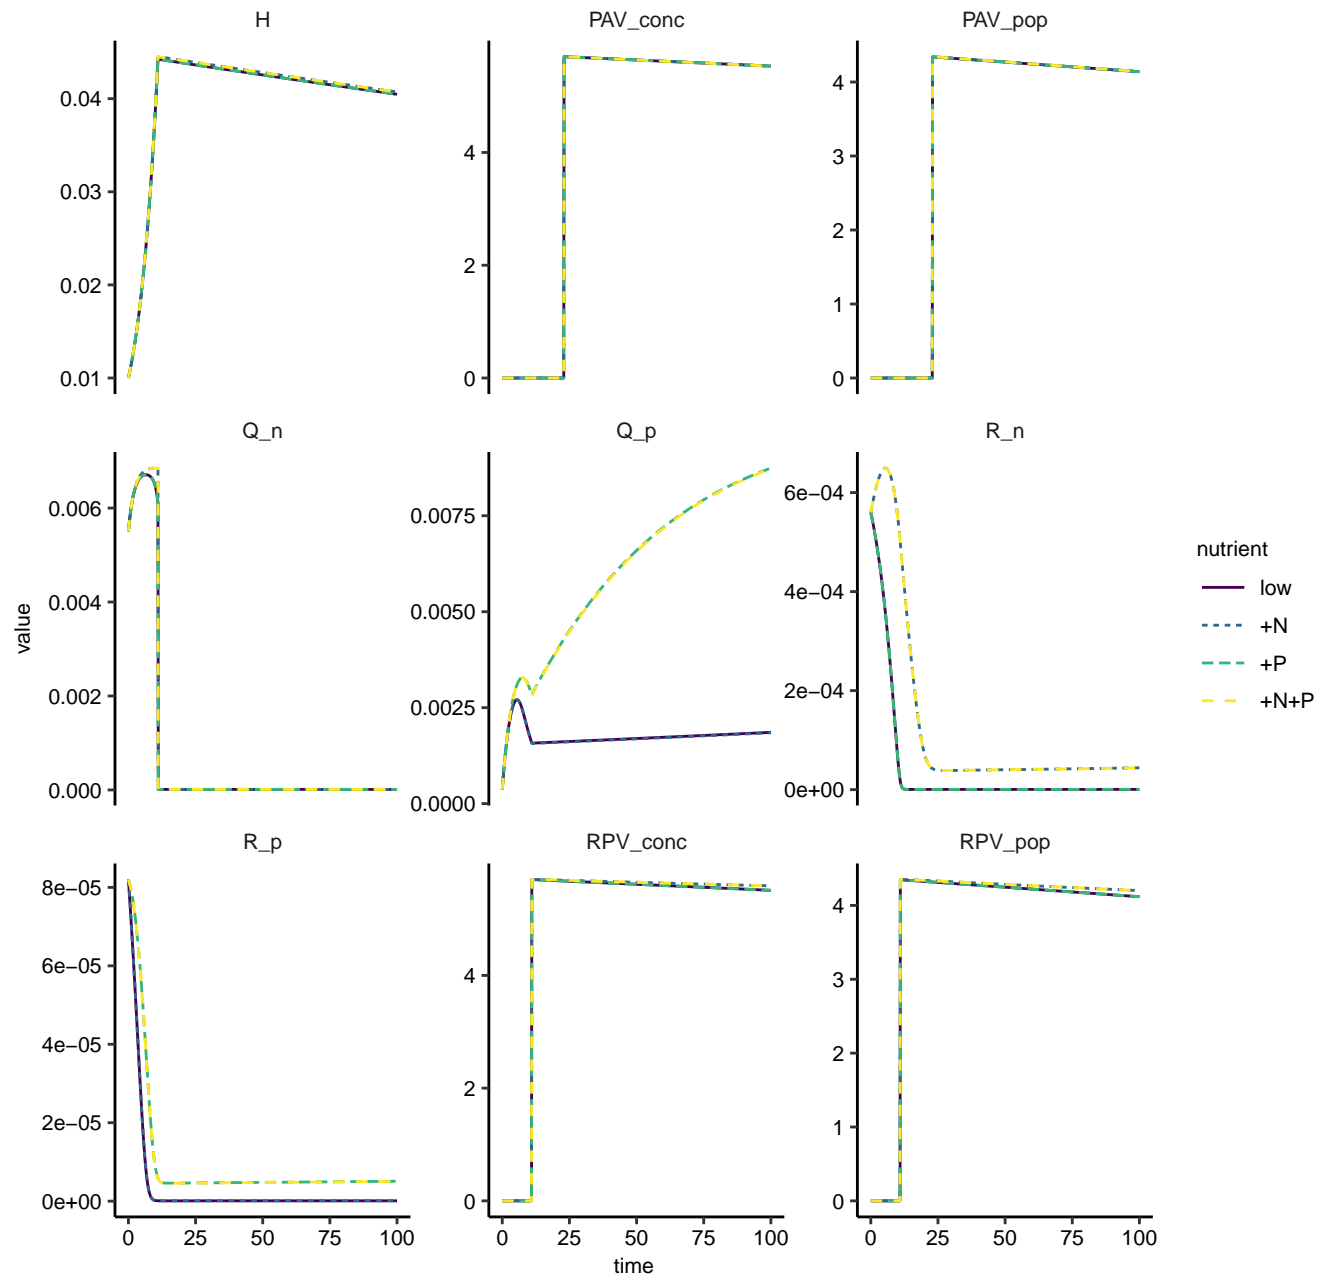 H
PAV_conc
PAV_pop
0.04
0.03
0.02
0.01
4
2
0
4
3
2
1
0
Q_n
Q_p
R_n
0.006
0.004
0.002
0.000
0.0075
0.0050
0.0025
0.0000
6e−04
4e−04
2e−04
0e+00
R_p
RPV_conc
RPV_pop
8e−05
6e−05
4e−05
2e−05
0e+00
4
2
0
4
3
2
1
0
0 25 50 75 100
0 25 50 75 100
0 25 50 75 100
time
value
nutrient
low
+N
+P
+N+P